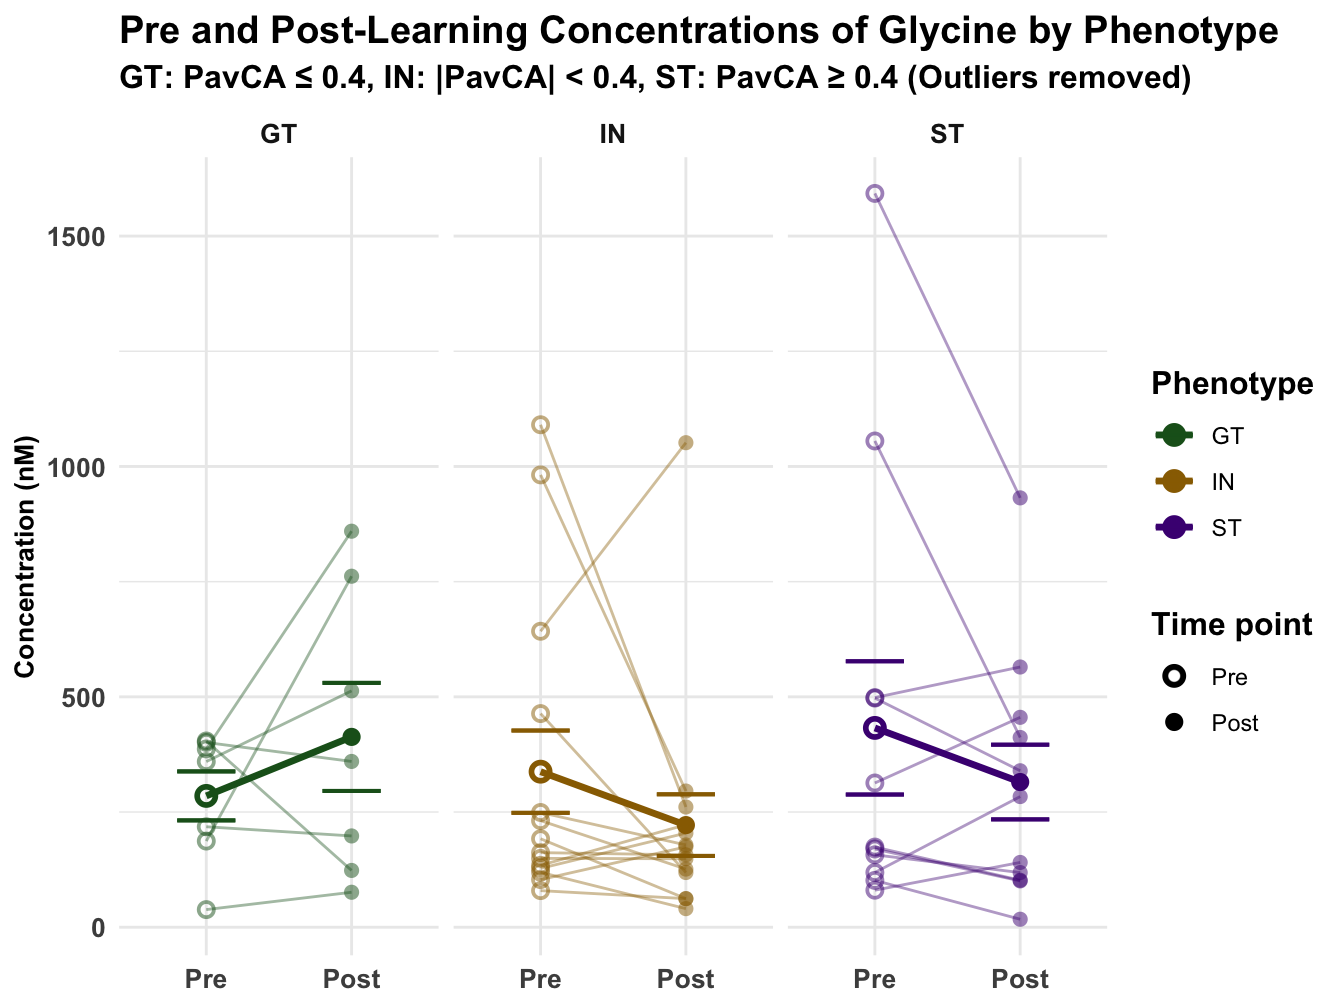 Pre and Post-Learning Concentrations of Glycine by Phenotype
GT: PavCA ≤ 0.4, IN: |PavCA| < 0.4, ST: PavCA ≥ 0.4 (Outliers removed)
GT
IN
ST
Concentration (nM)
1500
1000
500
0
Pre
Post
Pre
Post
Pre
Post
Phenotype
GT
IN
ST
Time point
Pre
Post